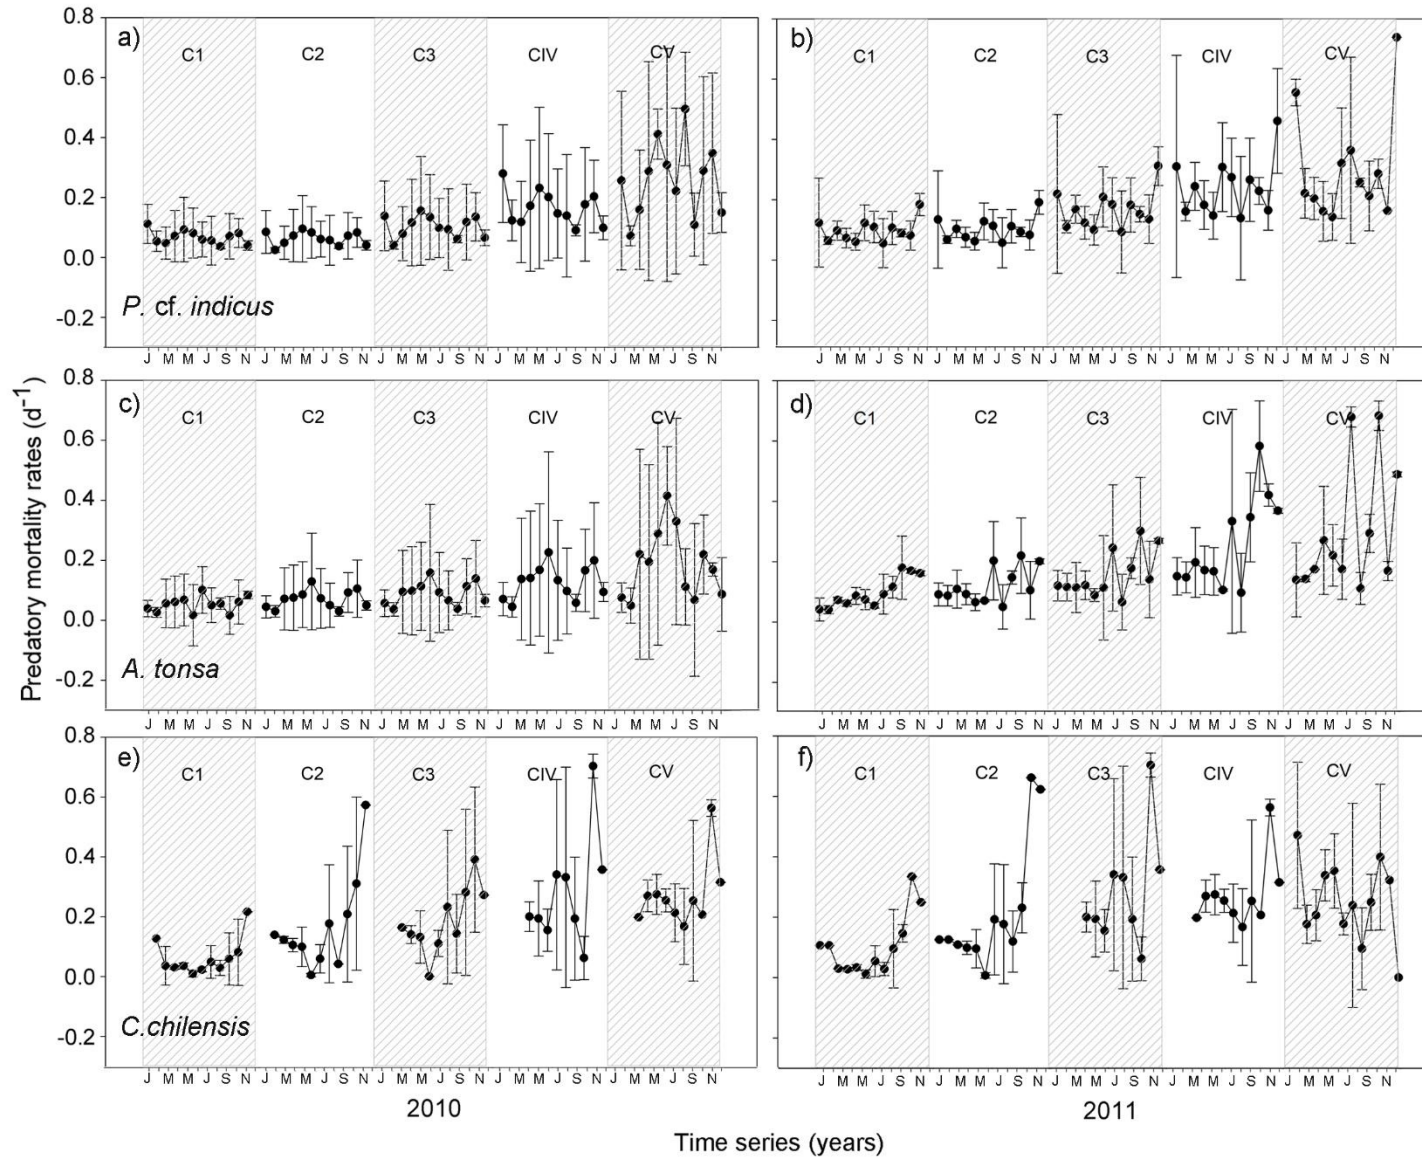 a) C1 C2 C3 CIV CV
b) C1 C2 C3 CIV CV
0.8
0.6
0.4
0.2
0.0
-0.2
P. cf. indicus
J M M J S N J M M J S N J M M J S N J M M J S N J M M J S N
J M M J S N J M M J S N J M M J S N J M M J S N J M M J S N
c) C1 C2 C3 CIV CV
d) C1 C2 C3 CIV CV
0.8
0.6
0.4
0.2
0.0
-0.2
A. tonsa
J M M J S N J M M J S N J M M J S N J M M J S N J M M J S N
J M M J S N J M M J S N J M M J S N J M M J S N J M M J S N
Predatory mortality rates (d-1)
e) C1 C2 C3 CIV CV
f) C1 C2 C3 CIV CV
0.8
0.6
0.4
0.2
0.0
-0.2
C.chilensis
J M M J S N J M M J S N J M M J S N J M M J S N J M M J S N
J M M J S N J M M J S N J M M J S N J M M J S N J M M J S N
2010
2011
Time series (years)